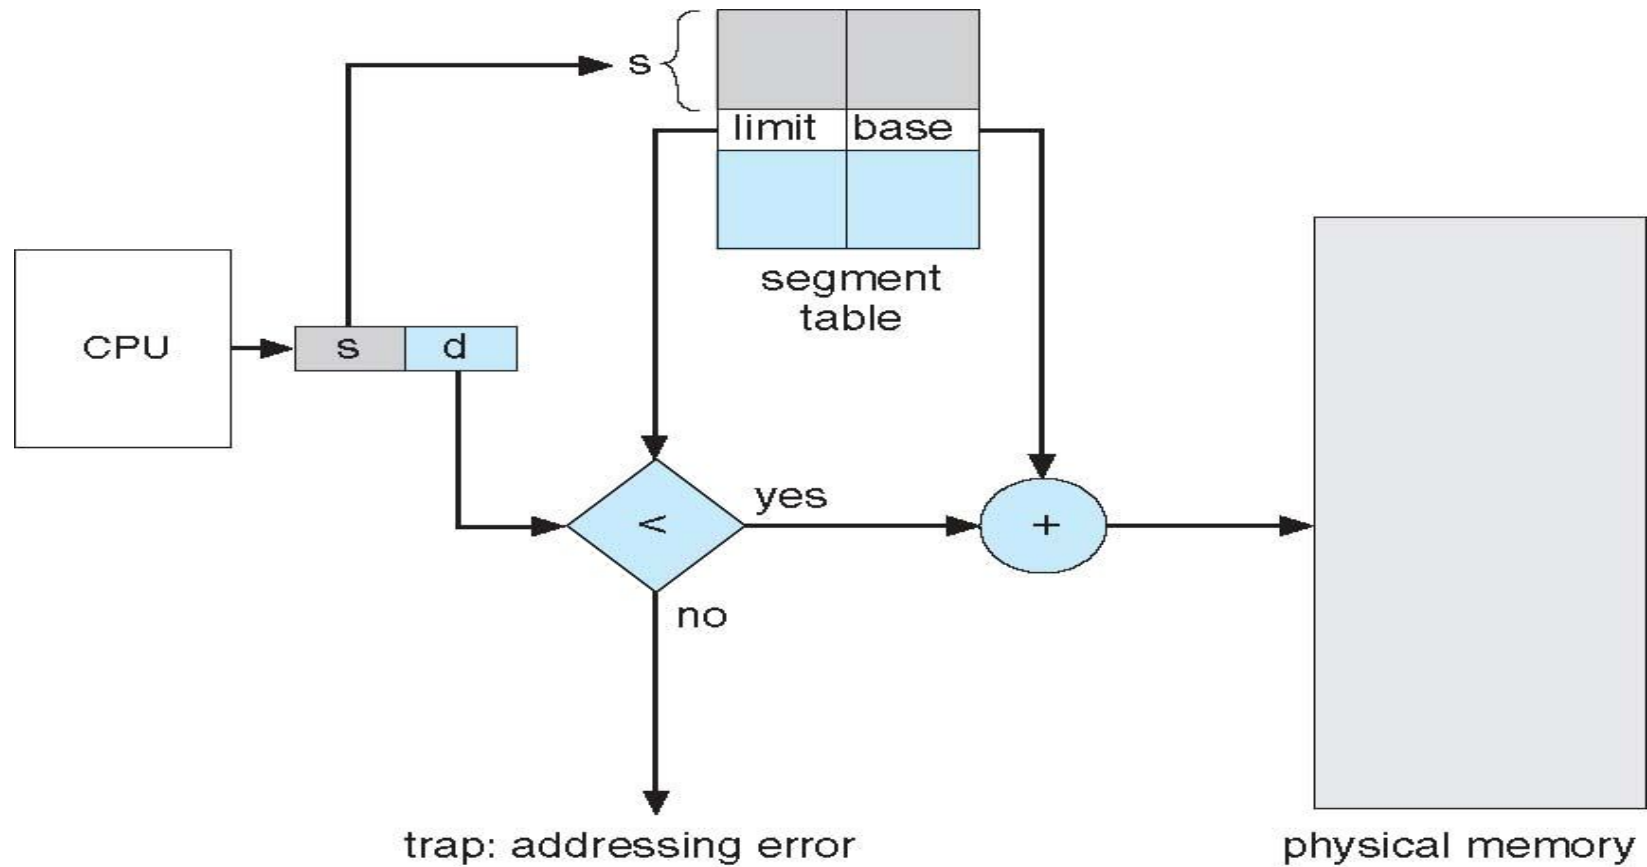 s
limit base
segment
table
CPU
s d
<
yes
+
no
trap: addressing error
physical memory